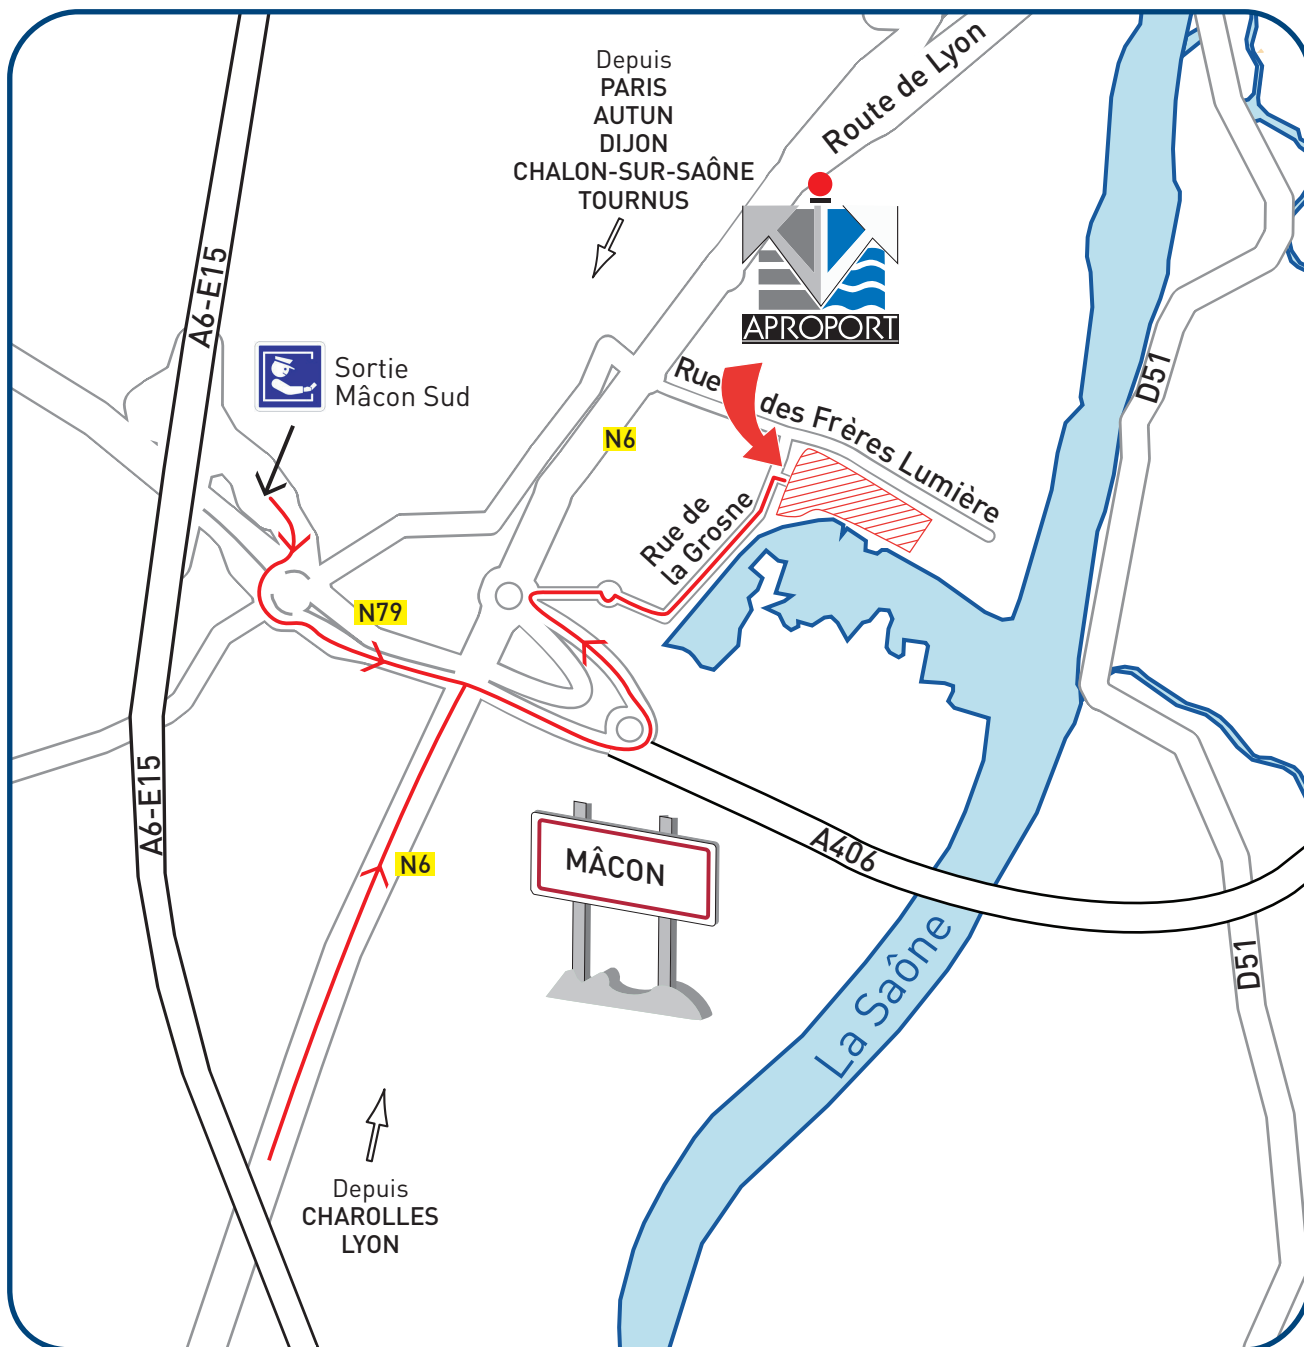 Depuis
PARIS
AUTUN
DIJON
CHALON-SUR-SAÔNE
TOURNUS
Route de Lyon
A6-E15
APROPORT
Sortie
Mâcon Sud
Rue des Frères Lumière
D51
N6
Rue de
la Grosne
N79
A6-E15
MÂCON
A406
N6
La Saône
D51
Depuis
CHAROLLES
LYON